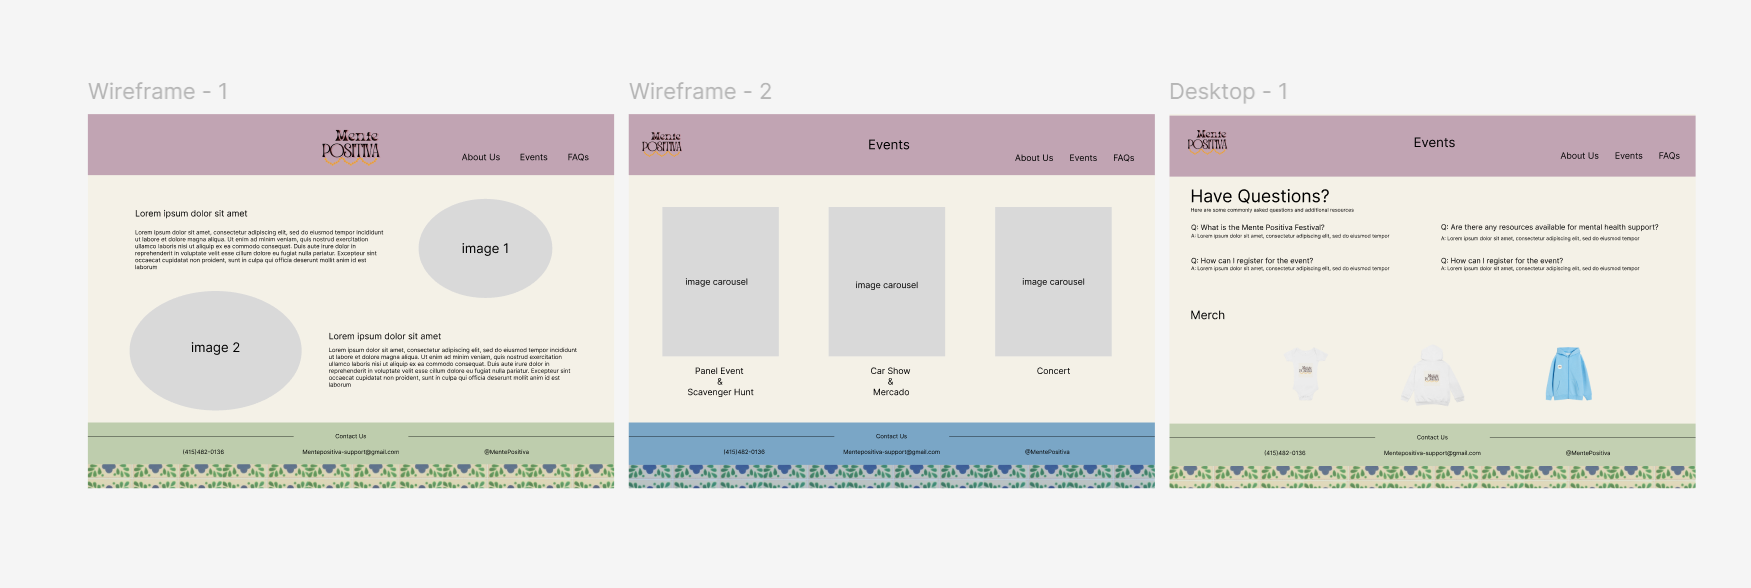 Wireframe - 1
Mente
POSITIVA
About Us Events FAQs
Lorem ipsum dolor sit amet
Lorem ipsum dolor sit amet, consectetur adipiscing elit, sed do eiusmod tempor incididunt
ut labore et dolore magna aliqua. Ut enim ad minim veniam, quis nostrud exercitation
ullamco laboris nisi ut aliquip ex ea commodo consequat. Duis aute irure dolor in
reprehenderit in voluptate velit esse cillum dolore eu fugiat nulla pariatur. Excepteur sint
occaecat cupidatat non proident, sunt in culpa qui officia deserunt mollit anim id est
laborum
image 1
image 2
Lorem ipsum dolor sit amet
Lorem ipsum dolor sit amet, consectetur adipiscing elit, sed do eiusmod tempor incididunt
ut labore et dolore magna aliqua. Ut enim ad minim veniam, quis nostrud exercitation
ullamco laboris nisi ut aliquip ex ea commodo consequat. Duis aute irure dolor in
reprehenderit in voluptate velit esse cillum dolore eu fugiat nulla pariatur. Excepteur sint
occaecat cupidatat non proident, sunt in culpa qui officia deserunt mollit anim id est
laborum
Contact Us
(415)482-0136 Mentepositiva-support@gmail.com @MentePositiva
Wireframe - 2
Mente
POSITIVA
Events
About Us Events FAQs
image carousel
image carousel
image carousel
Panel Event
&
Scavenger Hunt
Car Show
&
Mercado
Concert
Contact Us
(415)482-0136 Mentepositiva-support@gmail.com @MentePositiva
Desktop - 1
Mente
POSITIVA
Events
About Us Events FAQs
Have Questions?
Here are some commonly asked questions and additional resources
Q: What is the Mente Positiva Festival?
A: Lorem ipsum dolor sit amet, consectetur adipiscing elit, sed do eiusmod tempor
Q: Are there any resources available for mental health support?
A: Lorem ipsum dolor sit amet, consectetur adipiscing elit, sed do eiusmod tempor
Q: How can I register for the event?
A: Lorem ipsum dolor sit amet, consectetur adipiscing elit, sed do eiusmod tempor
Q: How can I register for the event?
A: Lorem ipsum dolor sit amet, consectetur adipiscing elit, sed do eiusmod tempor
Merch
Contact Us
(415)482-0136 Mentepositiva-support@gmail.com @MentePositiva